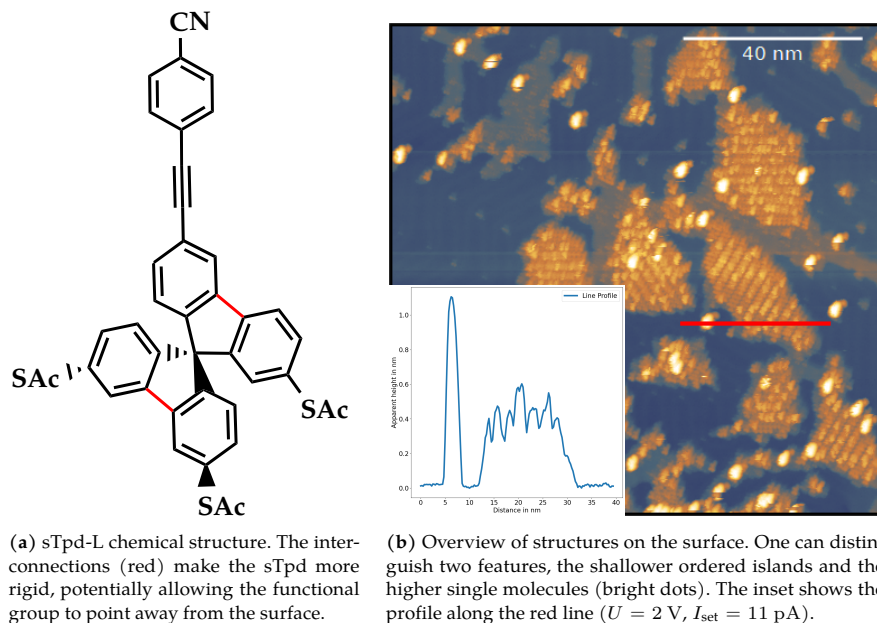 CN
SAc
SAc
SAc
40 nm
Line Profile
Apparent height in nm
1.0
0.8
0.6
0.4
0.2
0.0
0 5 10 15 20 25 30 35 40
Distance in nm
(a) sTpd-L chemical structure. The inter-
connections (red) make the sTpd more
rigid, potentially allowing the functional
group to point away from the surface.
(b) Overview of structures on the surface. One can distin-
guish two features, the shallower ordered islands and the
higher single molecules (bright dots). The inset shows the
profile along the red line (U = 2 V, Iset = 11 pA).